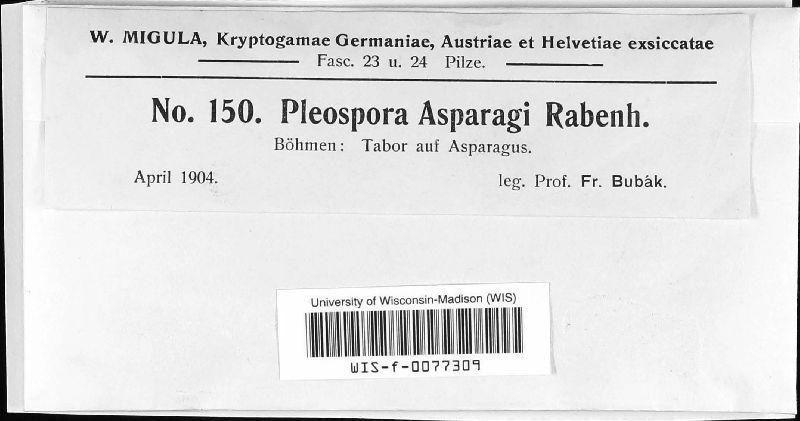 W. MIGULA, Kryptogamae Germaniae, Austriae et Helvetiae exsiccatae
Fasc. 23 u. 24 Pilze.
No. 150. Pleospora Asparagi Rabenh.
Böhmen: Tabor auf Asparagus.
April 1904. leg. Prof. Fr. Bubák.
University of Wisconsin-Madison (WIS)
WIS-f-0077309